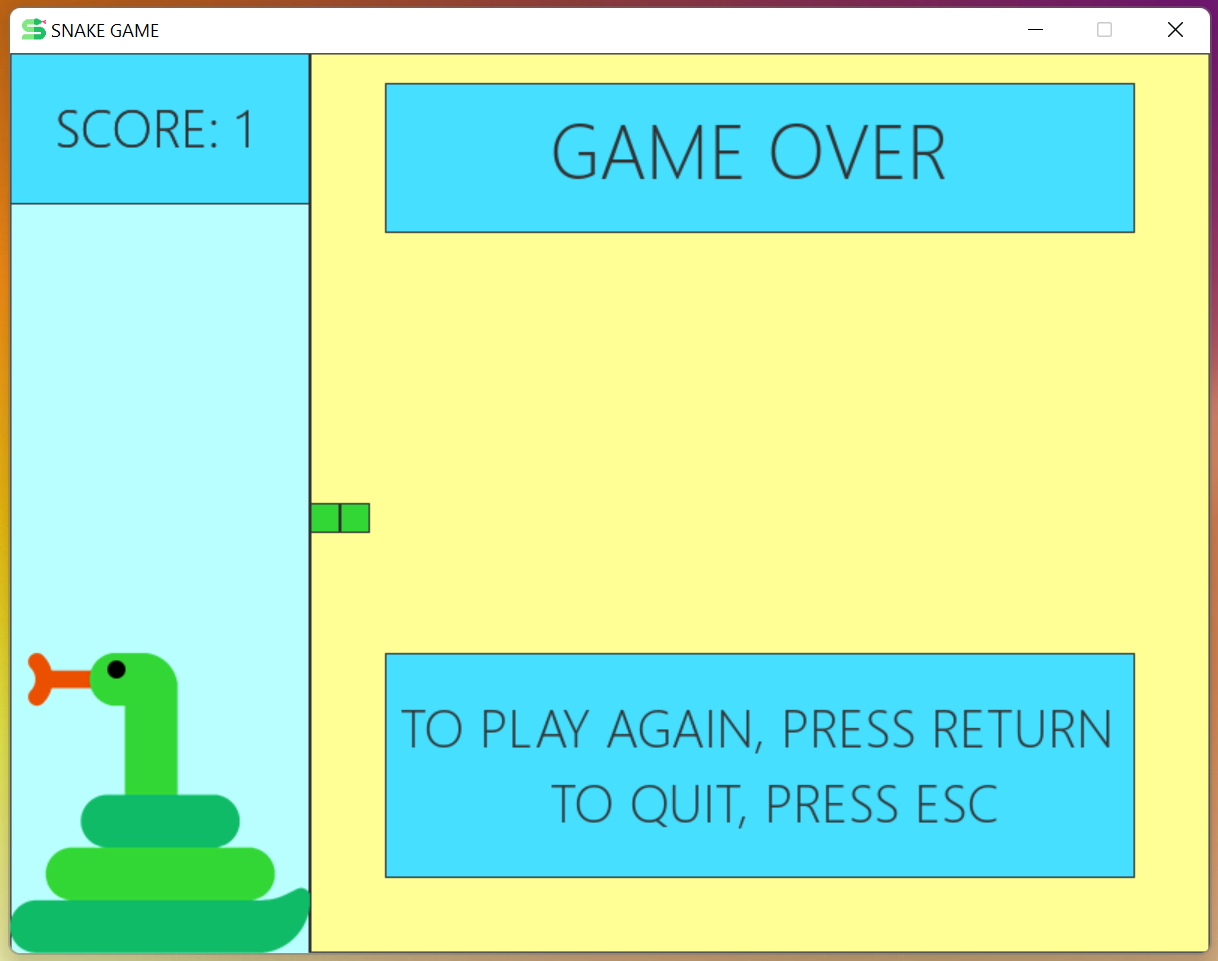 SNAKE GAME
SCORE: 1
GAME OVER
TO PLAY AGAIN, PRESS RETURN
TO QUIT, PRESS ESC